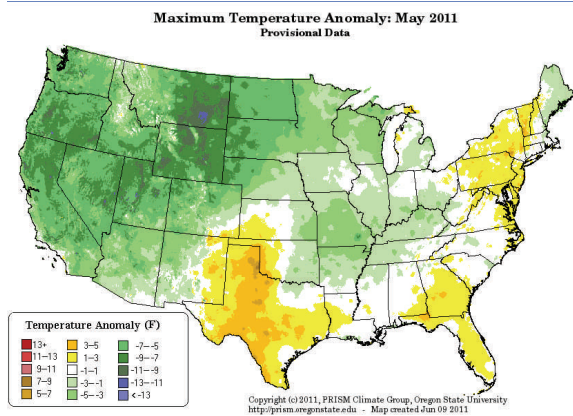 Maximum Temperature Anomaly: May 2011
Provisional Data
Temperature Anomaly (F)
13+ 3–5 -7–-5
11–13 1–3 -9–-7
9–11 -1–1 -11–-9
7–9 -3–-1 -13–-11
5–7 -5–-3 <-13
Copyright (c) 2011, PRISM Climate Group, Oregon State University
http://prism.oregonstate.edu - Map created Jun 09 2011